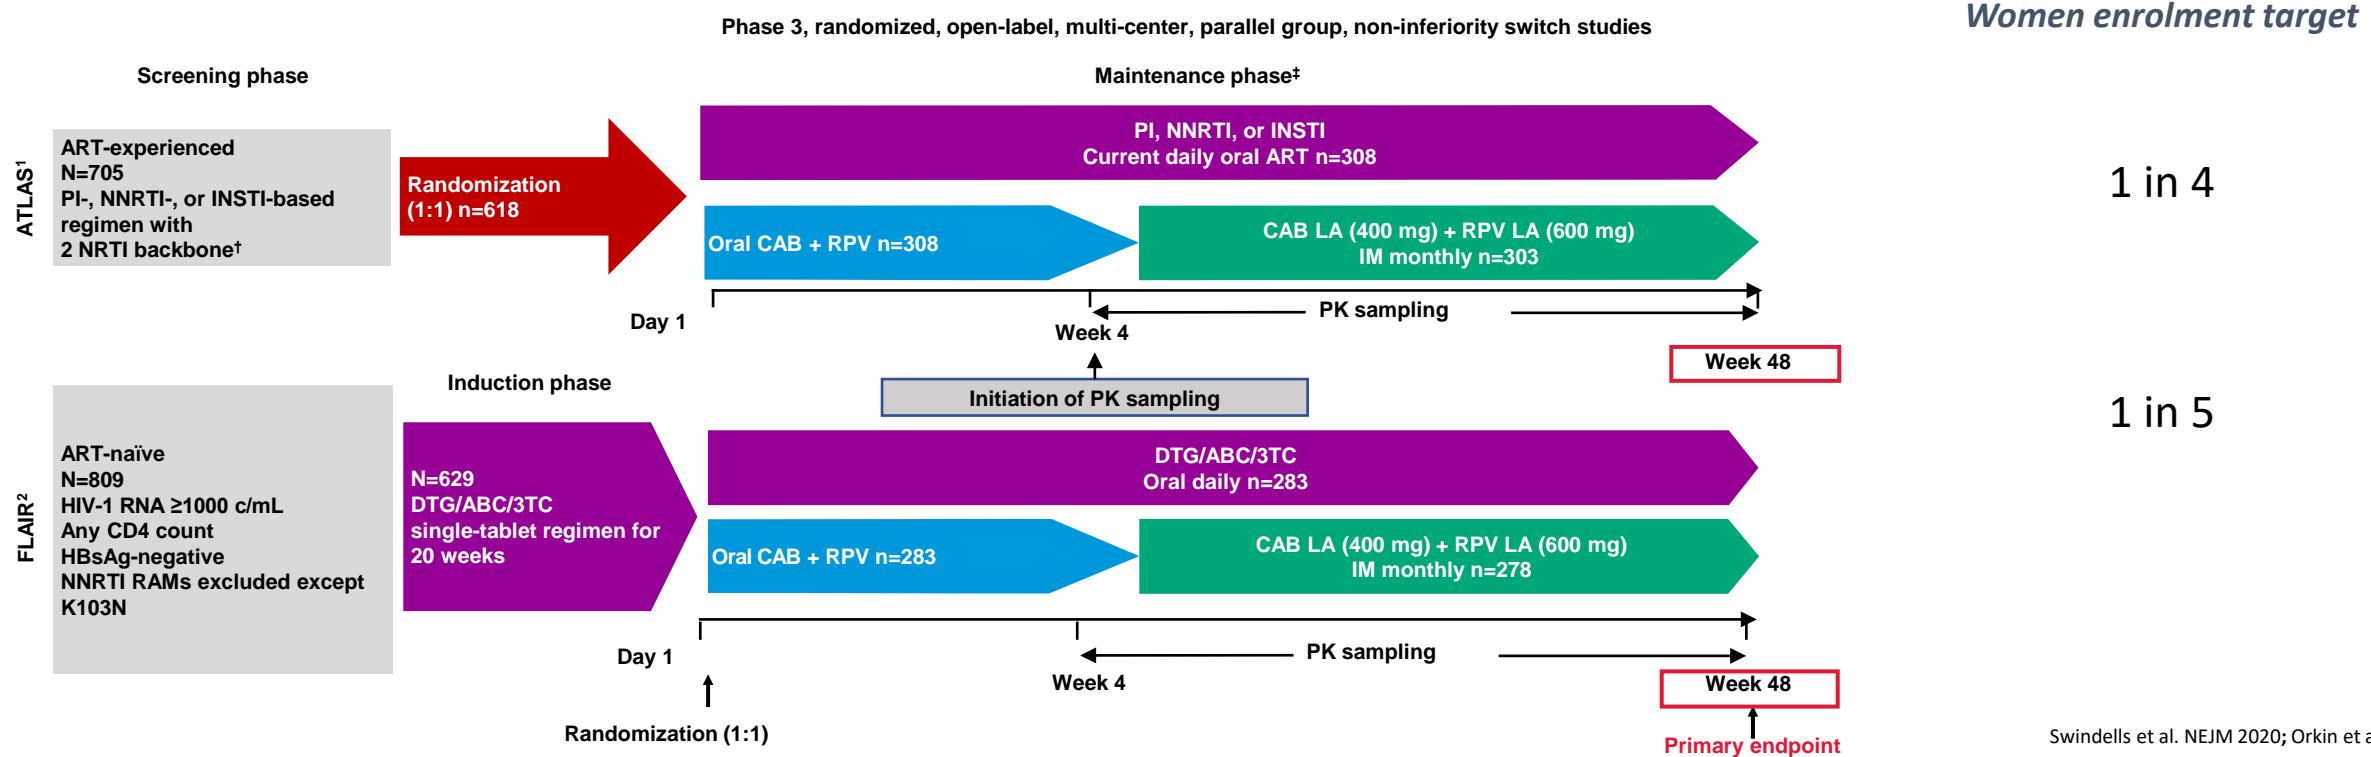 Women enrolment target
Phase 3, randomized, open-label, multi-center, parallel group, non-inferiority switch studies
Screening phase
Maintenance phase‡
ATLAS¹
ART-experienced
N=705
PI-, NNRTI-, or INSTI-based
regimen with
2 NRTI backbone†
Randomization
(1:1) n=618
PI, NNRTI, or INSTI
Current daily oral ART n=308
Oral CAB + RPV n=308
CAB LA (400 mg) + RPV LA (600 mg)
IM monthly n=303
1 in 4
Day 1
Week 4
PK sampling
Week 48
Initiation of PK sampling
Induction phase
FLAIR²
ART-naïve
N=809
HIV-1 RNA ≥1000 c/mL
Any CD4 count
HBsAg-negative
NNRTI RAMs excluded except
K103N
N=629
DTG/ABC/3TC
single-tablet regimen for
20 weeks
DTG/ABC/3TC
Oral daily n=283
Oral CAB + RPV n=283
CAB LA (400 mg) + RPV LA (600 mg)
IM monthly n=278
1 in 5
Day 1
Week 4
PK sampling
Week 48
Randomization (1:1)
Primary endpoint
Swindells et al. NEJM 2020; Orkin et a